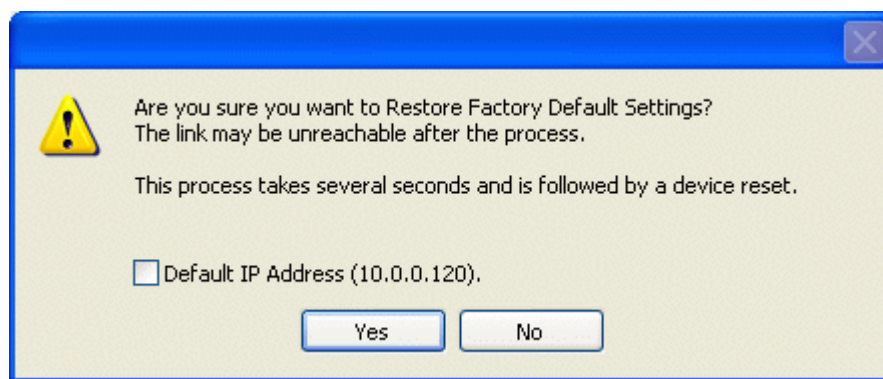 Are you sure you want to Restore Factory Default Settings?
The link may be unreachable after the process.
This process takes several seconds and is followed by a device reset.
Default IP Address (10.0.0.120).
Yes
No